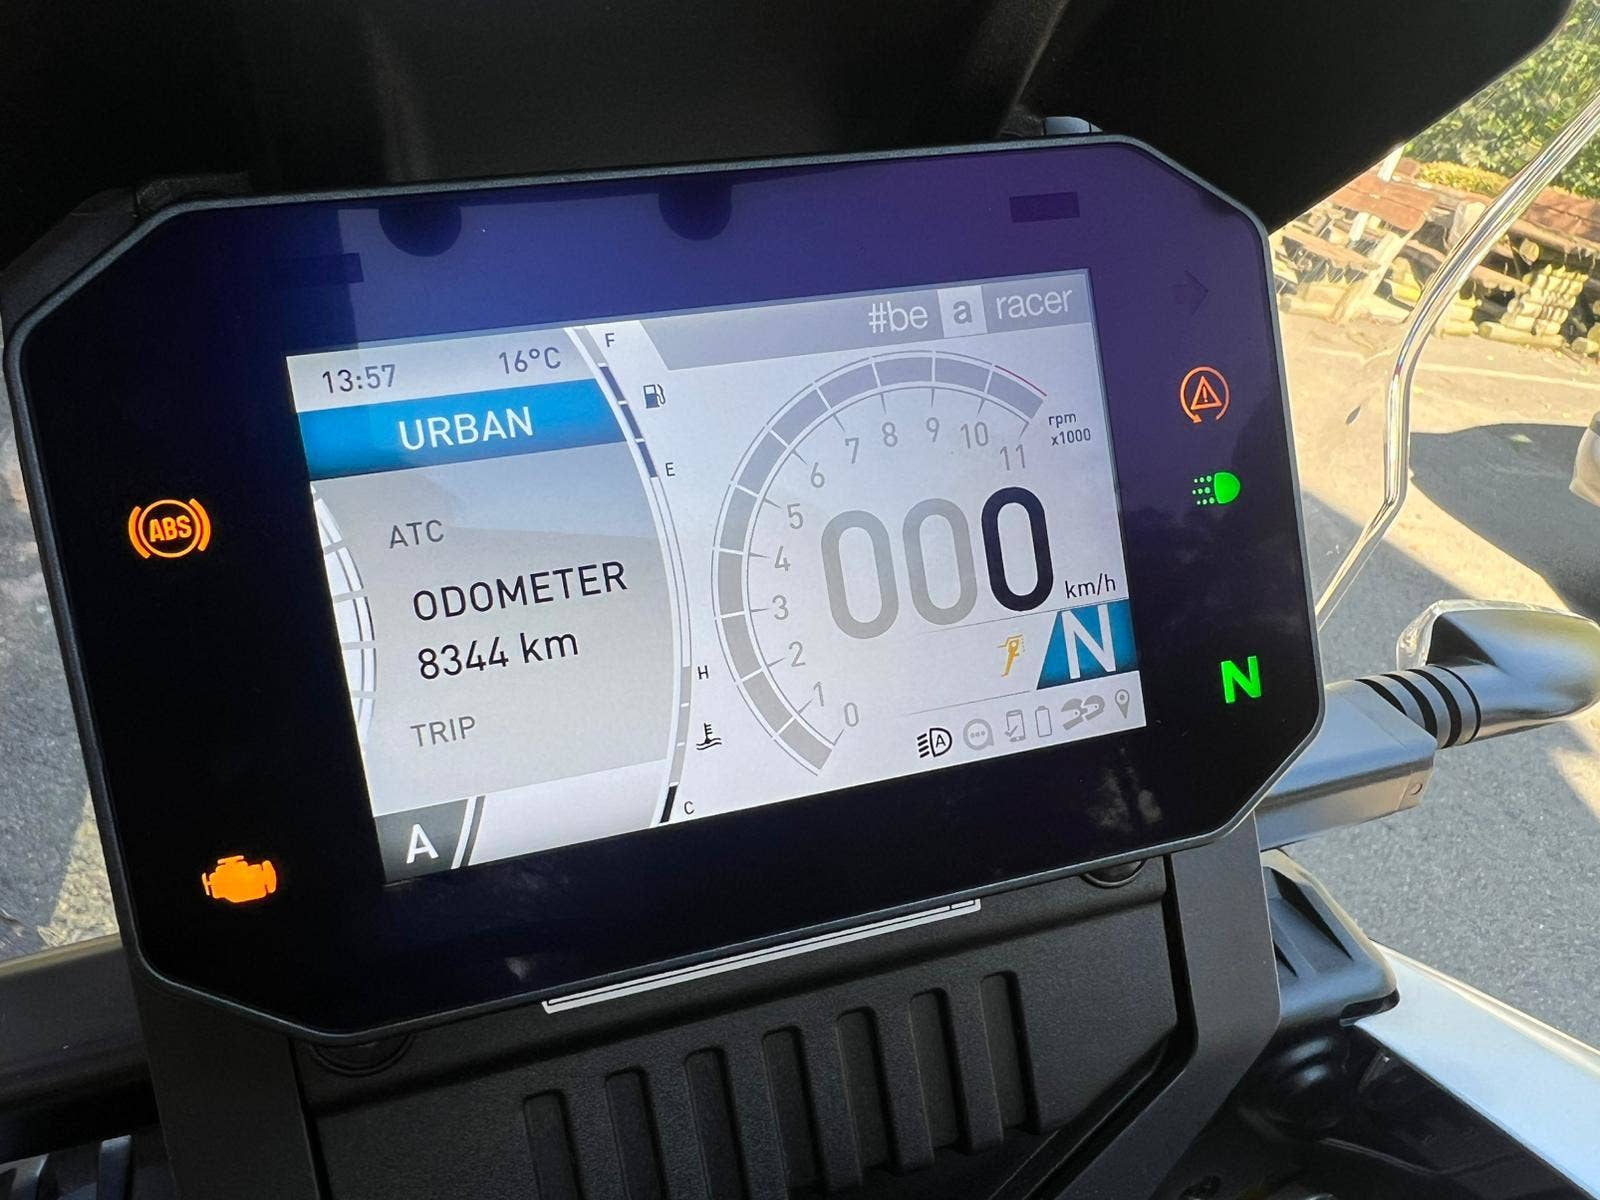 #be a racer
13:57 16°C
URBAN
F
E
ATC
ODOMETER
8344 km
TRIP
A
H
C
0
1
2
3
4
5
6
7
8
9
10
11
rpm
x1000
000 km/h
N
A
ABS
N